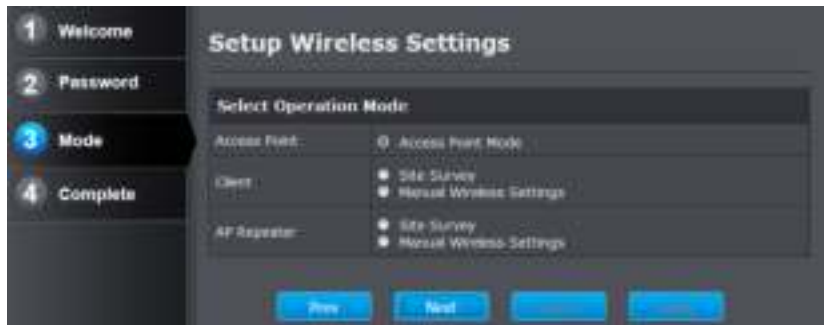 1 Welcome
2 Password
3 Mode
4 Complete
Setup Wireless Settings
Select Operation Mode
Access Point
Access Point Mode
Client
Site Survey
Manual Wireless Settings
AP Repeater
Site Survey
Manual Wireless Settings
Prev Next